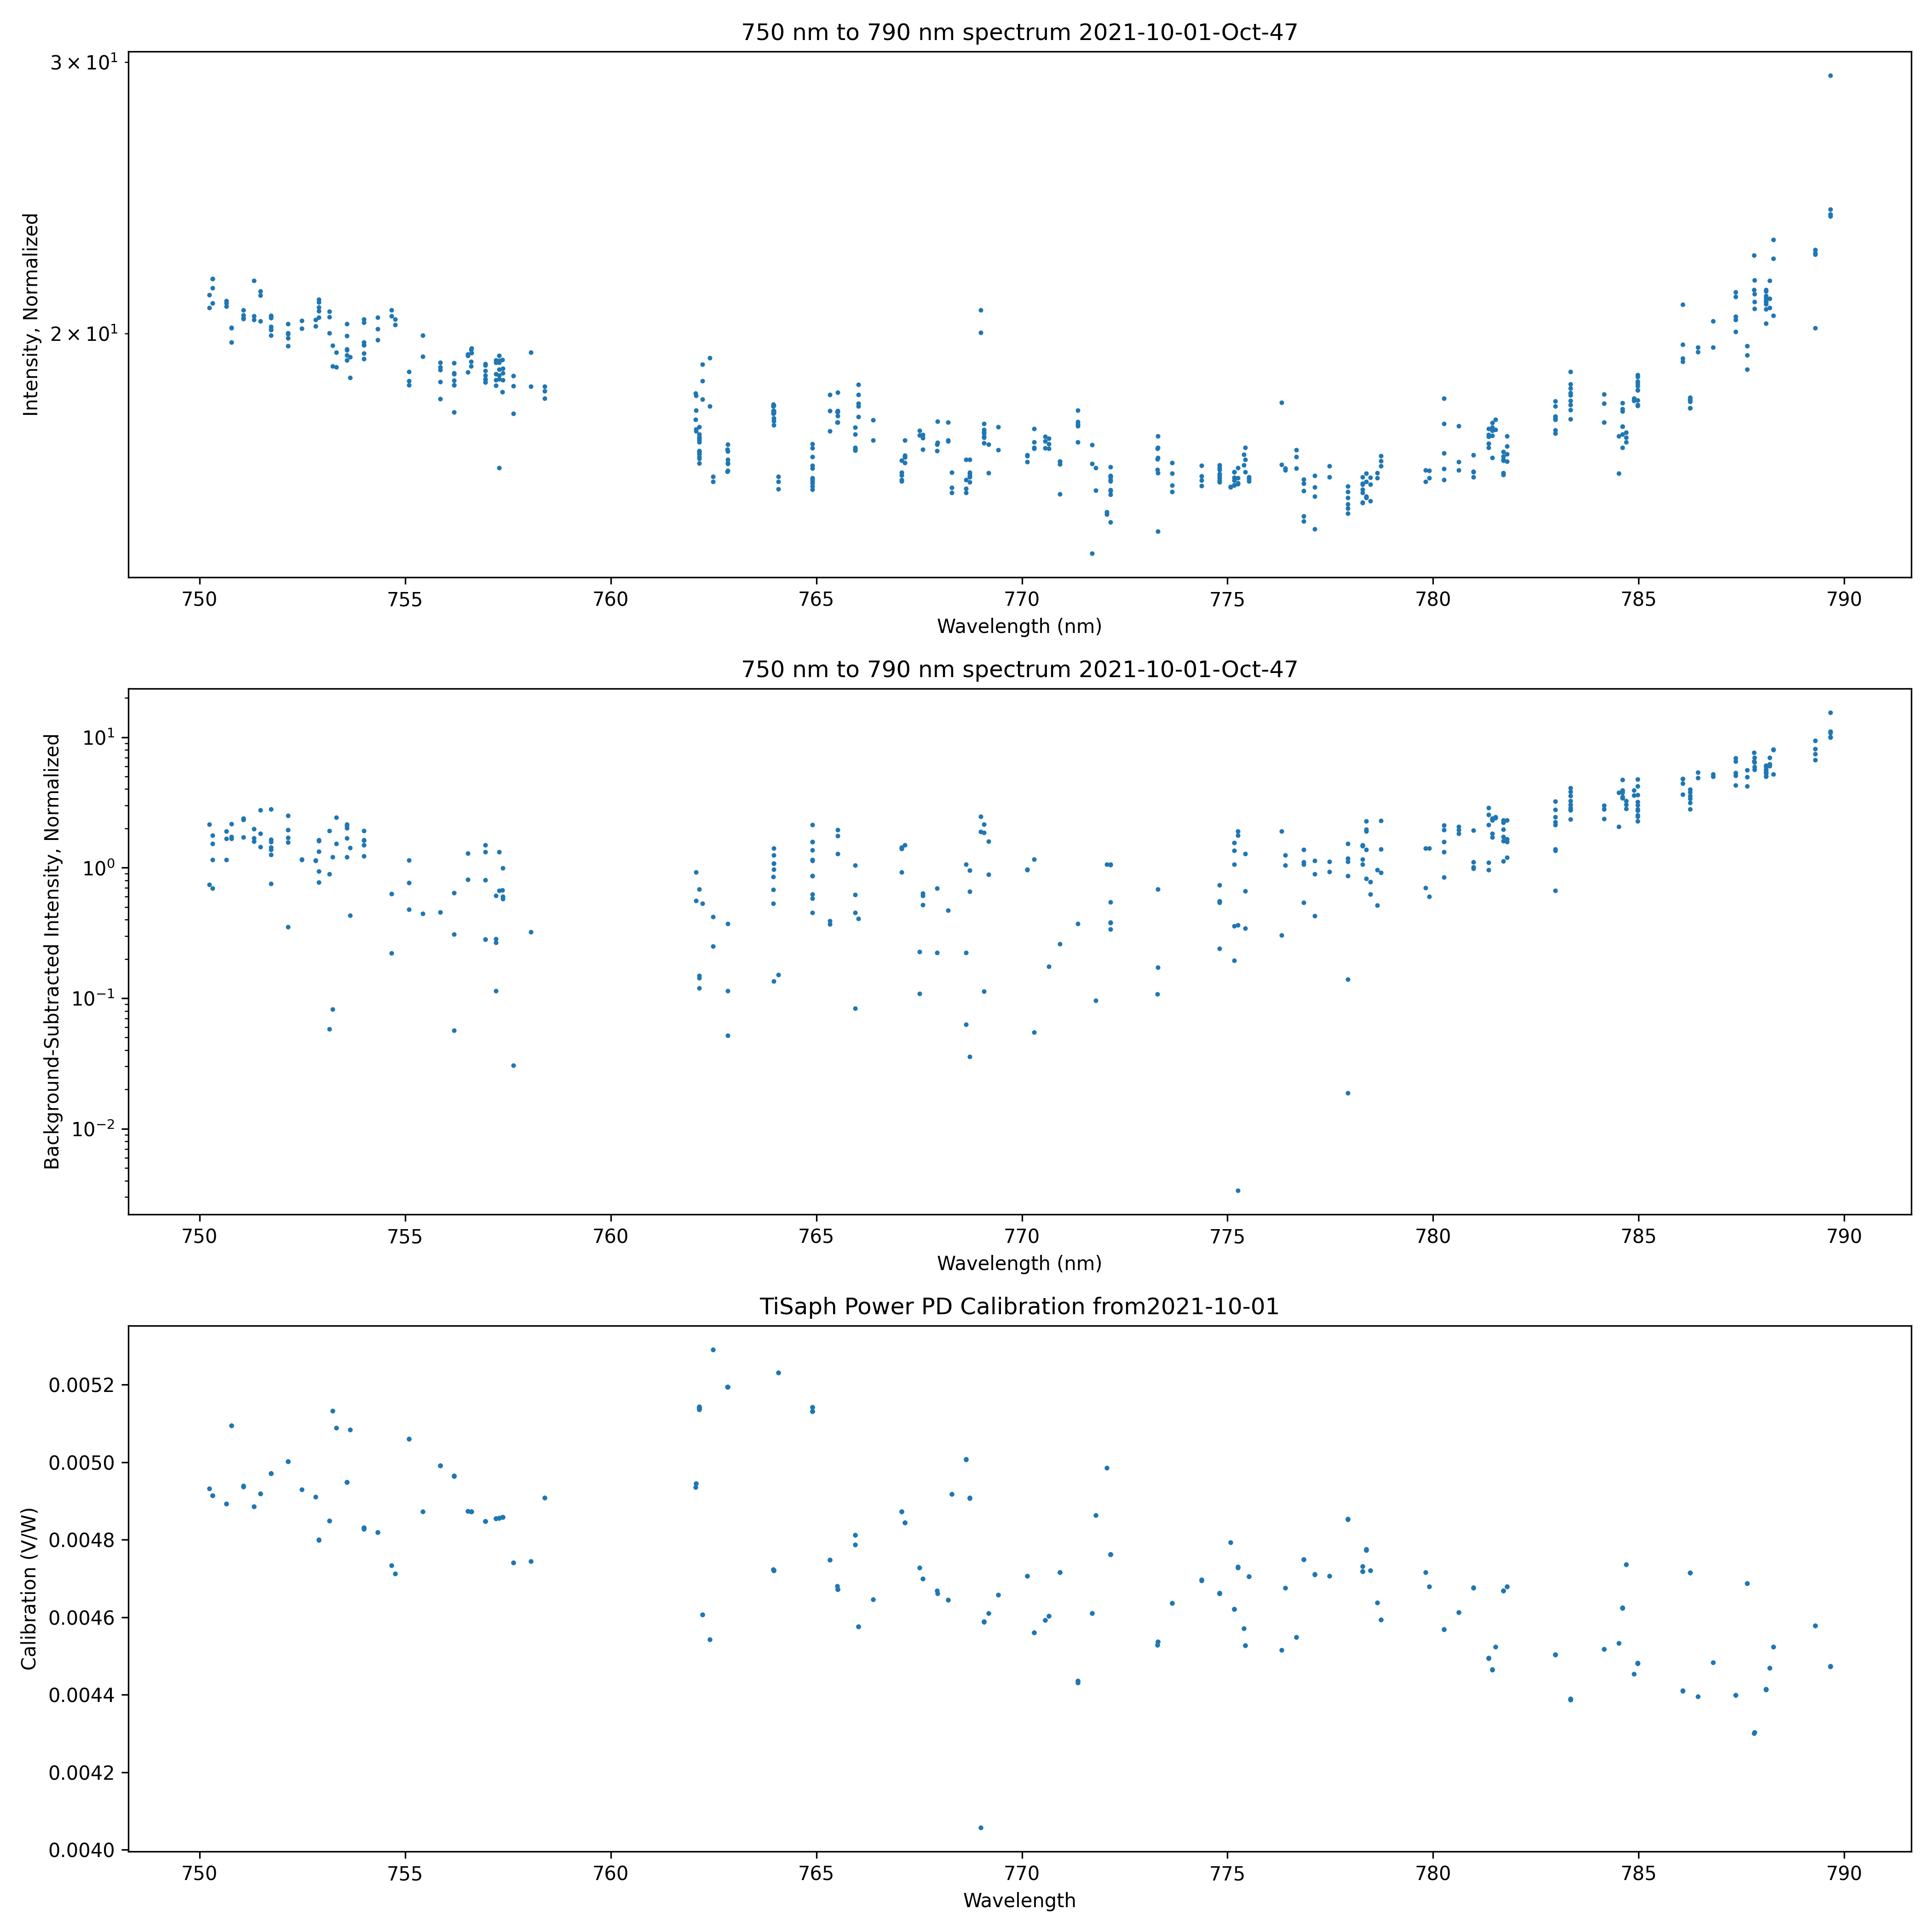 750 nm to 790 nm spectrum 2021-10-01-Oct-47
3 × 10¹
2 × 10¹
Intensity, Normalized
750 755 760 765 770 775 780 785 790
Wavelength (nm)
750 nm to 790 nm spectrum 2021-10-01-Oct-47
10¹
10⁰
10⁻¹
10⁻²
Background-Subtracted Intensity, Normalized
750 755 760 765 770 775 780 785 790
Wavelength (nm)
TiSaph Power PD Calibration from2021-10-01
0.0052
0.0050
0.0048
0.0046
0.0044
0.0042
0.0040
Calibration (V/W)
750 755 760 765 770 775 780 785 790
Wavelength